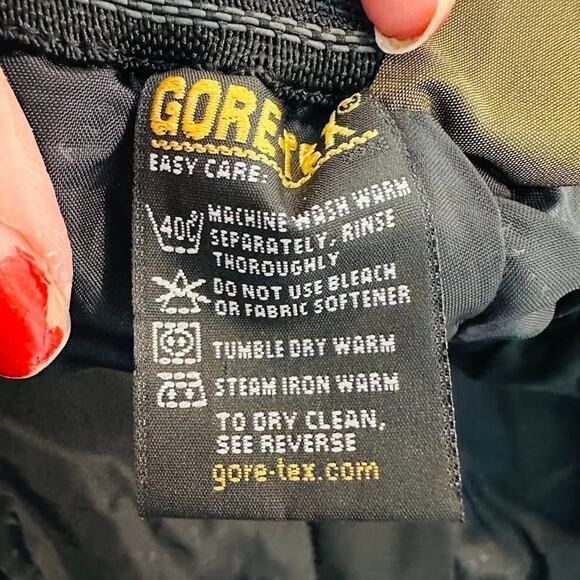 GORE-TEX®
EASY CARE:
40C MACHINE WASH WARM
SEPARATELY, RINSE
THOROUGHLY
DO NOT USE BLEACH
OR FABRIC SOFTENER
TUMBLE DRY WARM
STEAM IRON WARM
TO DRY CLEAN,
SEE REVERSE
gore-tex.com